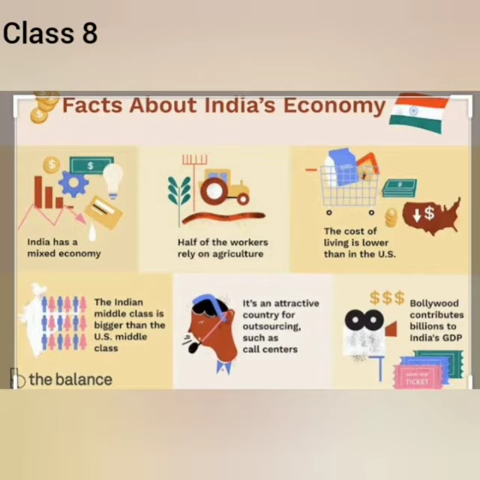 Class 8
Facts About India's Economy
$
$
India has a
mixed economy
Half of the workers
rely on agriculture
$
The cost of
living is lower
than in the U.S.
The Indian
middle class is
bigger than the
U.S. middle
class
It's an attractive
country for
outsourcing,
such as
call centers
$$$
Bollywood
contributes
billions to
India's GDP
TICKET
the balance